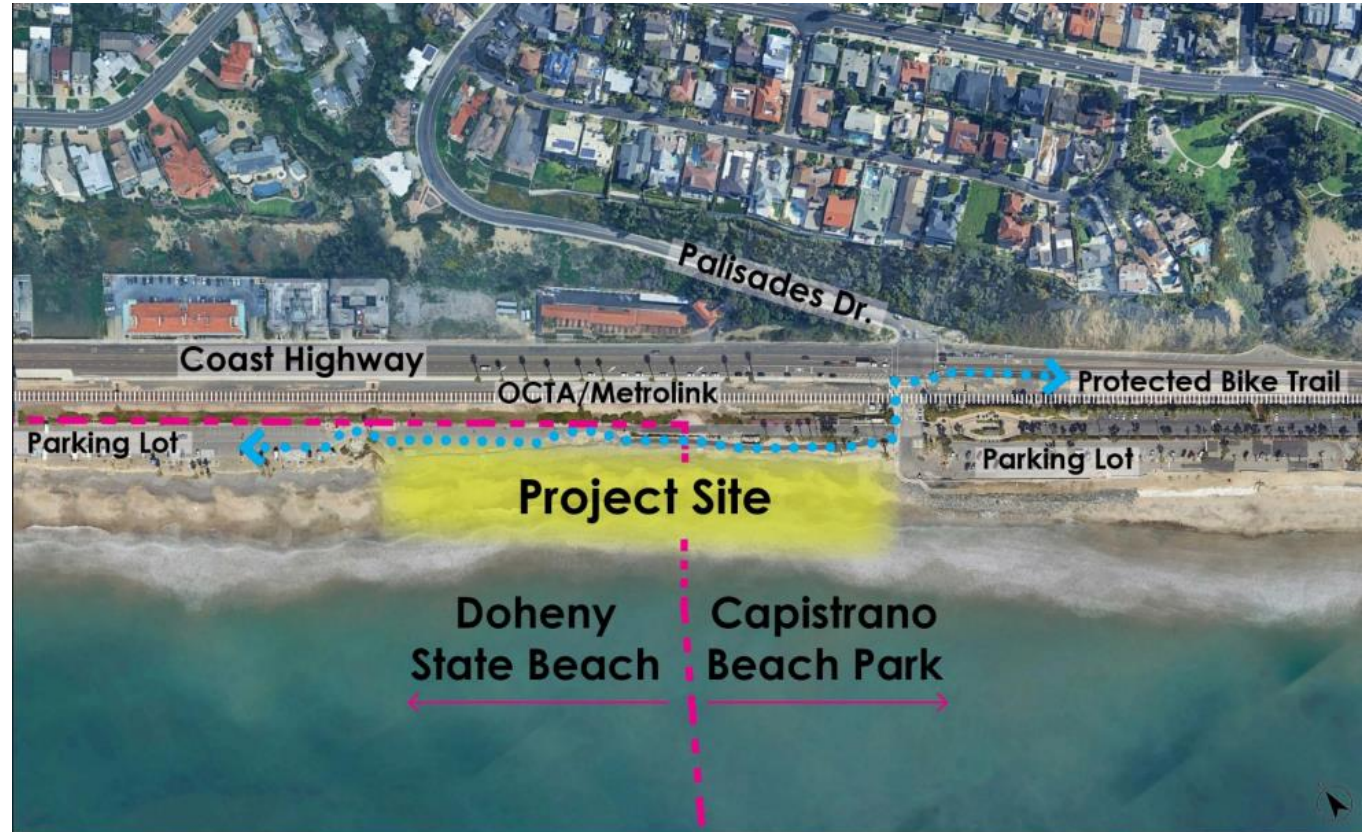 Palisades Dr.
Coast Highway
OCTA/Metrolink
Protected Bike Trail
Parking Lot
Parking Lot
Project Site
Doheny
State Beach
Capistrano
Beach Park